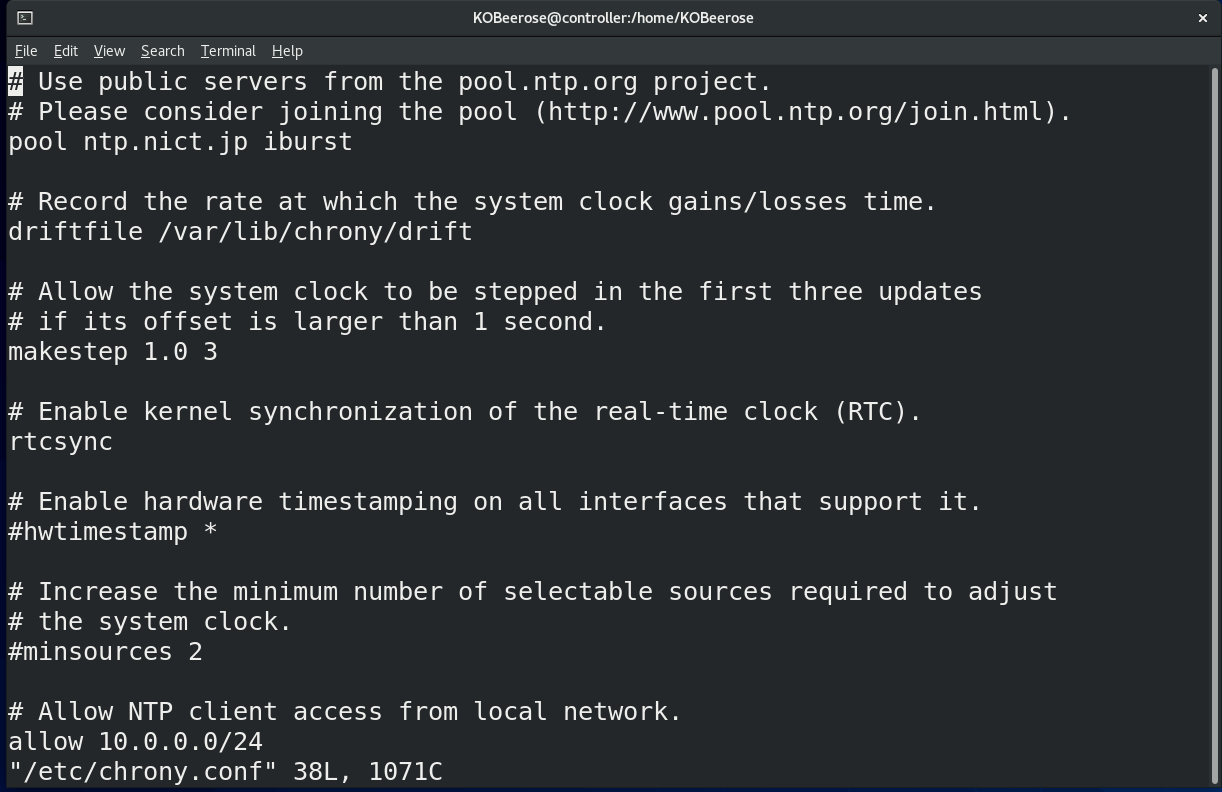 KOBeerose@controller:/home/KOBeerose
File Edit View Search Terminal Help
# Use public servers from the pool.ntp.org project.
# Please consider joining the pool (http://www.pool.ntp.org/join.html).
pool ntp.nict.jp iburst
# Record the rate at which the system clock gains/losses time.
driftfile /var/lib/chrony/drift
# Allow the system clock to be stepped in the first three updates
# if its offset is larger than 1 second.
makestep 1.0 3
# Enable kernel synchronization of the real-time clock (RTC).
rtcsync
# Enable hardware timestamping on all interfaces that support it.
#hwtimestamp *
# Increase the minimum number of selectable sources required to adjust
# the system clock.
#minsources 2
# Allow NTP client access from local network.
allow 10.0.0.0/24
"/etc/chrony.conf" 38L, 1071C